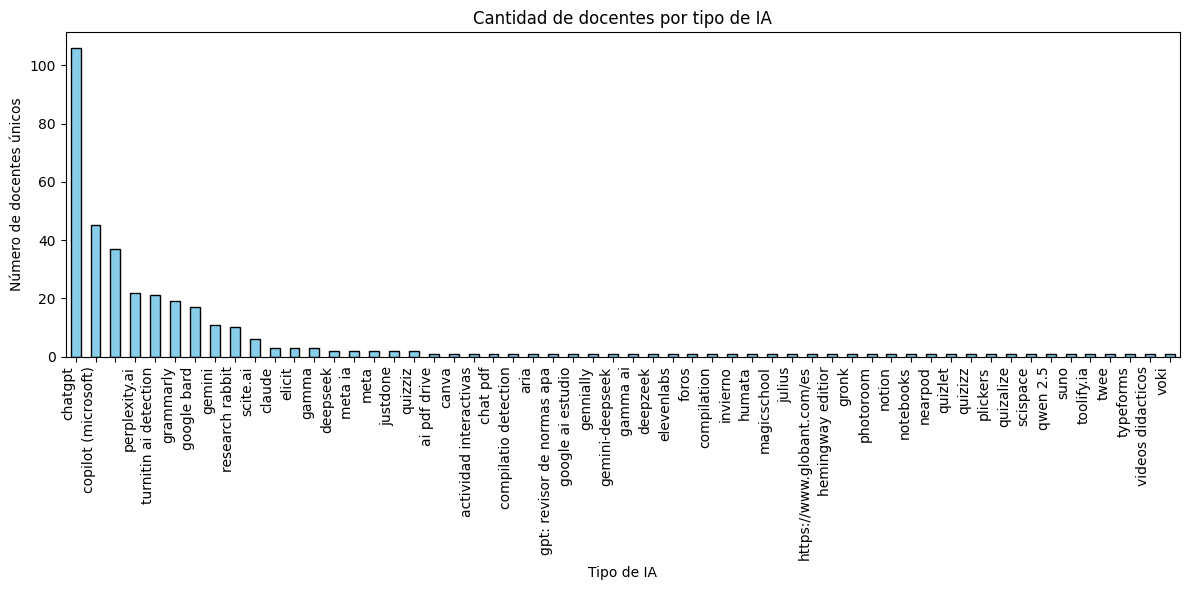 Cantidad de docentes por tipo de IA
Número de docentes únicos
100
80
60
40
20
0
chatgpt
copilot (microsoft)
perplexity.ai
turnitin ai detection
grammarly
google bard
gemini
research rabbit
scite.ai
claude
elicit
gamma
deepseek
meta ia
meta
justdone
quizziz
ai pdf drive
canva
actividad interactivas
chat pdf
compilatio detection
aria
gpt: revisor de normas apa
google ai estudio
gennially
gemini-deepseek
gamma ai
deepzeek
elevenlabs
foros
compilation
invierno
humata
magicschool
julius
https://www.globant.com/es
hemingway editior
gronk
photoroom
notion
notebooks
nearpod
quizlet
quizizz
plickers
quizalize
scispace
qwen 2.5
suno
toolify.ia
twee
typeforms
videos didacticos
voki
Tipo de IA